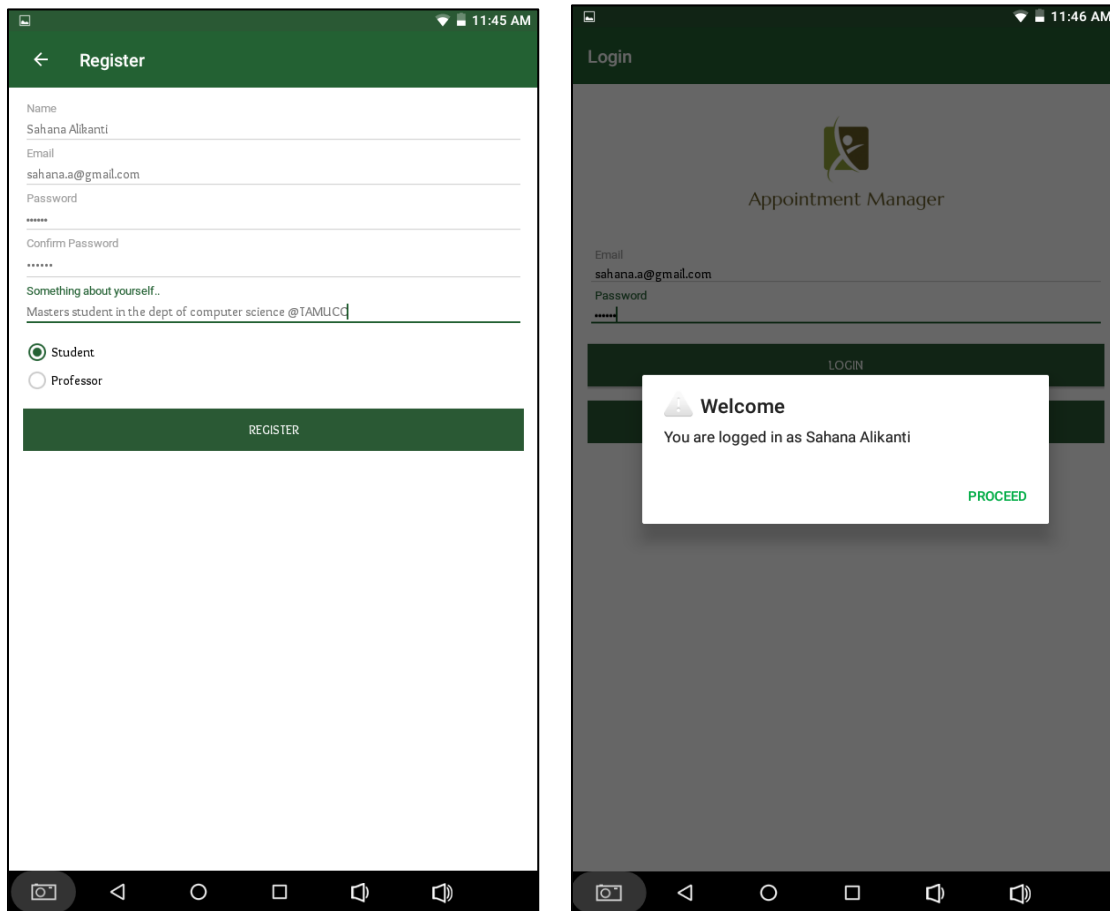 11:45 AM
Register
Name
Sahana Alikanti
Email
sahana.a@gmail.com
Password
••••••
Confirm Password
••••••
Something about yourself..
Masters student in the dept of computer science @TAMUCC
Student
Professor
REGISTER
11:46 AM
Login
Appointment Manager
Email
sahana.a@gmail.com
Password
••••••
LOGIN
Welcome
You are logged in as Sahana Alikanti
PROCEED